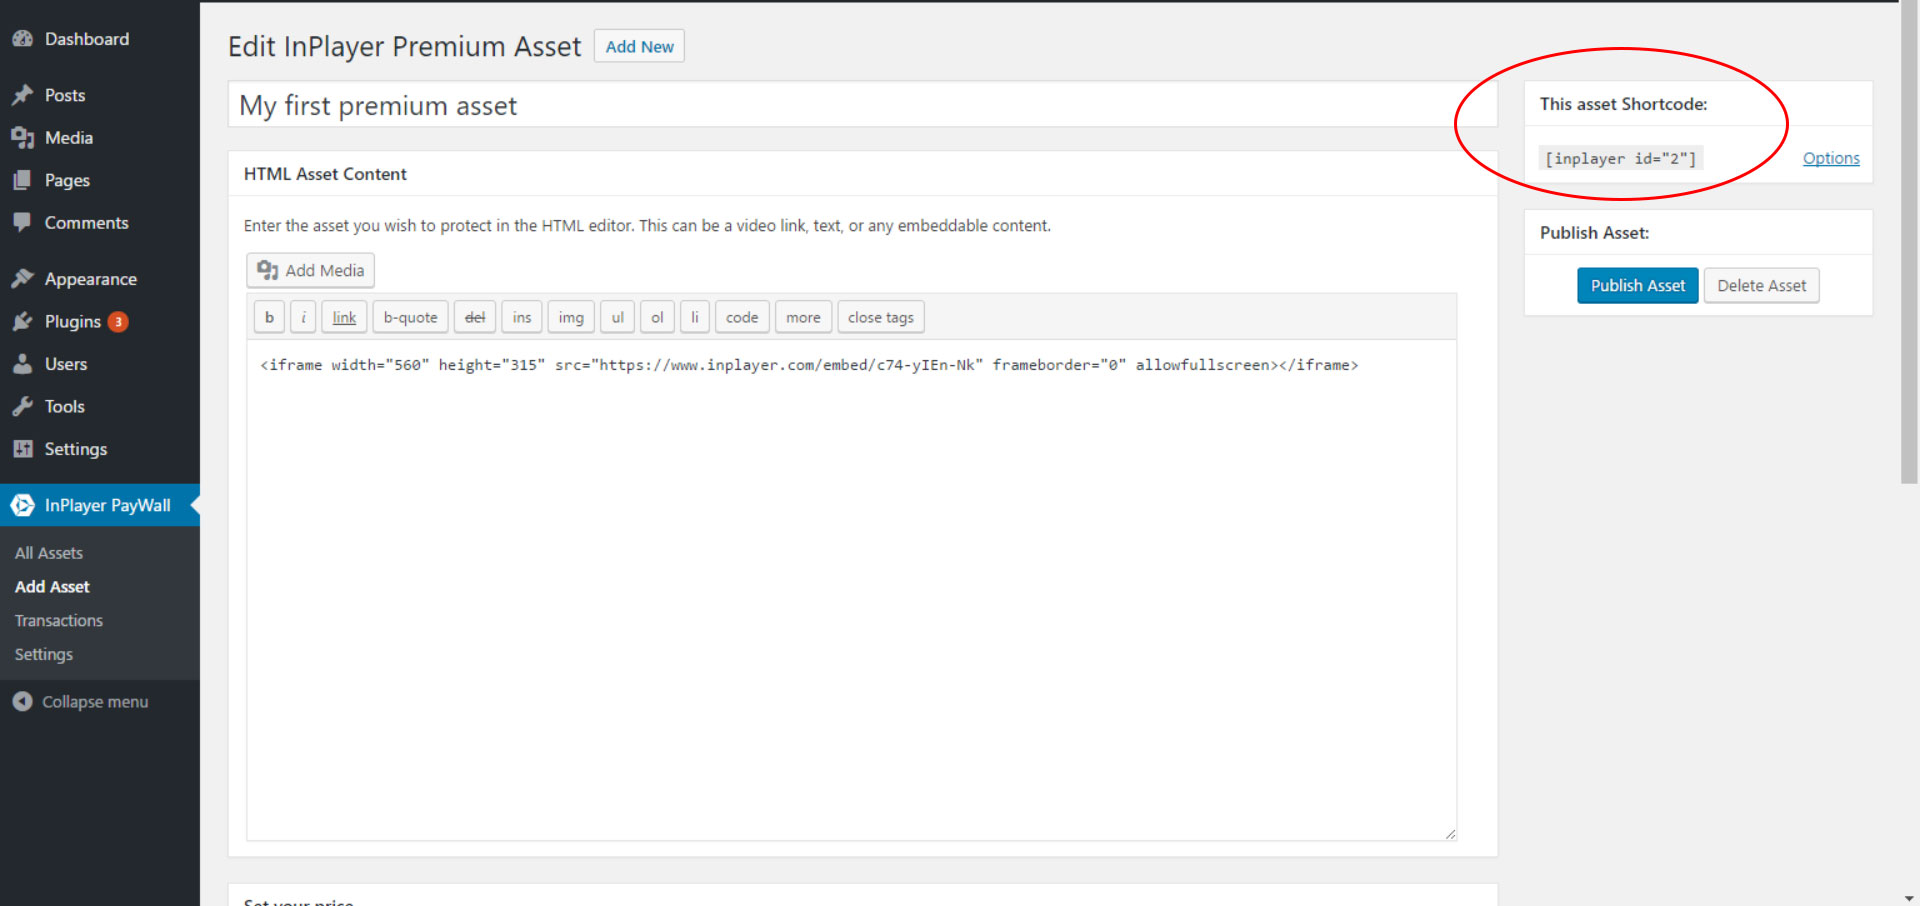 Dashboard
Posts
Media
Pages
Comments
Appearance
Plugins 3
Users
Tools
Settings
InPlayer PayWall
All Assets
Add Asset
Transactions
Settings
Collapse menu
Edit InPlayer Premium Asset Add New
My first premium asset
HTML Asset Content
Enter the asset you wish to protect in the HTML editor. This can be a video link, text, or any embeddable content.
Add Media
b i link b-quote del ins img ul ol li code more close tags
<iframe width="560" height="315" src="https://www.inplayer.com/embed/c74-yIEn-Nk" frameborder="0" allowfullscreen></iframe>
Set your price
This asset Shortcode:
[inplayer id="2"] Options
Publish Asset:
Publish Asset Delete Asset